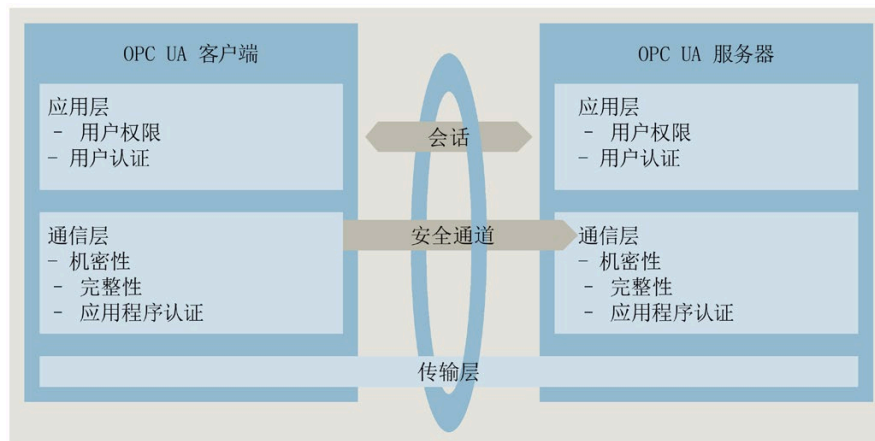 OPC UA 客户端
应用层
- 用户权限
- 用户认证
通信层
- 机密性
- 完整性
- 应用程序认证
会话
安全通道
传输层
OPC UA 服务器
应用层
- 用户权限
- 用户认证
通信层
- 机密性
- 完整性
- 应用程序认证